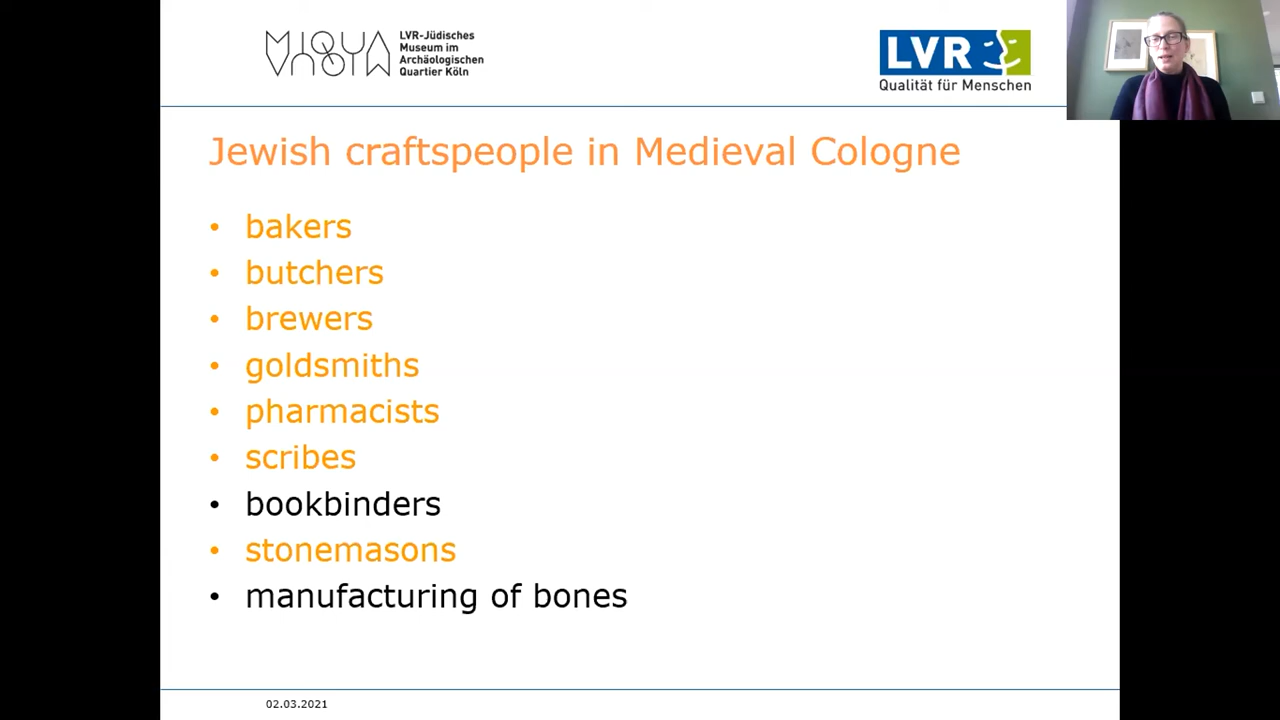 MIQUA
LVR-Jüdisches
Museum im
Archäologischen
Quartier Köln
LVR
Qualität für Menschen
Jewish craftspeople in Medieval Cologne
• bakers
• butchers
• brewers
• goldsmiths
• pharmacists
• scribes
• bookbinders
• stonemasons
• manufacturing of bones
02.03.2021